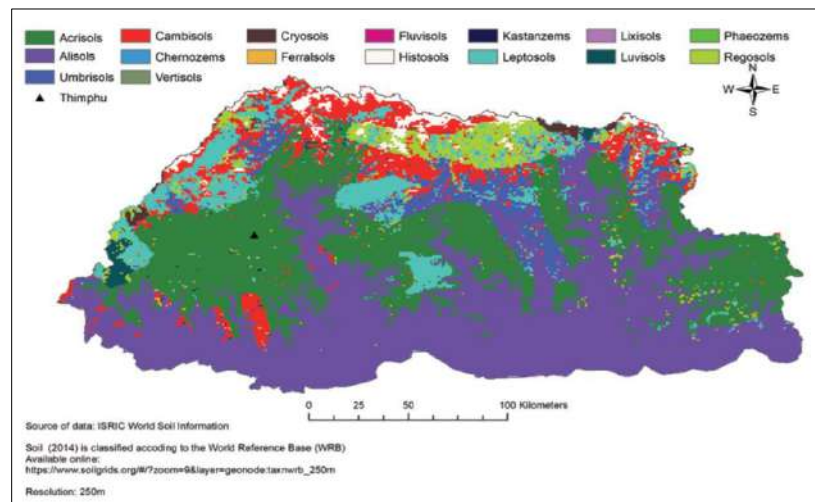 Acrisols Cambisols Cryosols Fluvisols Kastanzems Lixisols Phaeozems
Alisols Chernozems Ferralsols Histosols Leptosols Luvisols Regosols
Umbrisols Vertisols
Thimphu
N
W E
S
0 25 50 100 Kilometers
Source of data: ISRIC World Soil Information
Soil (2014) is classified accoding to the World Reference Base (WRB)
Available online:
https://www.soilgrids.org/#/?zoom=9&layer=geonode:taxnwrb_250m
Resolution: 250m